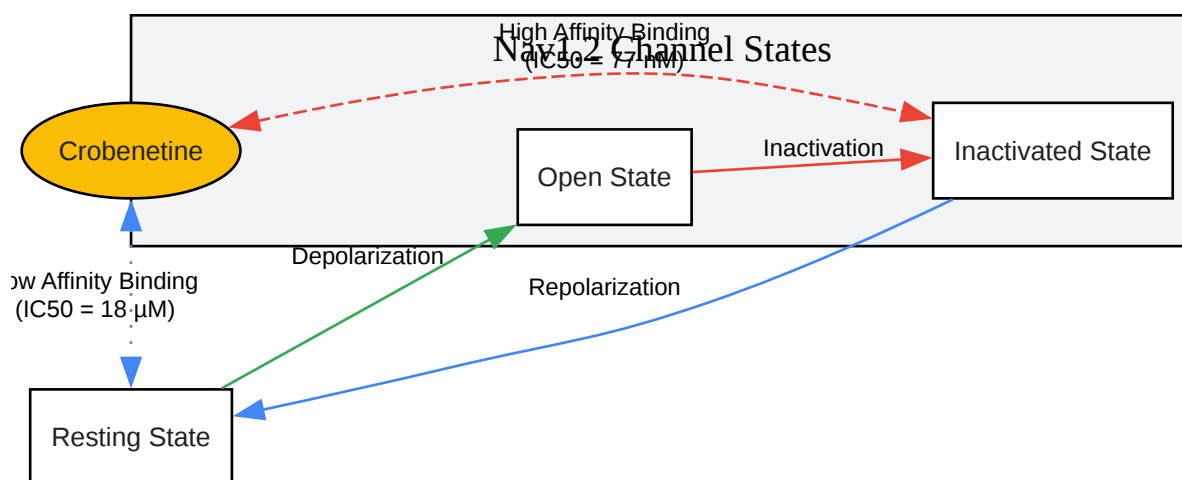 High Affinity Binding
(IC50 = 77 nM)
Nav1.2 Channel States
Crobenetine
Open State
Inactivation
Inactivated State
Depolarization
ow Affinity Binding
(IC50 = 18 µM)
Repolarization
Resting State